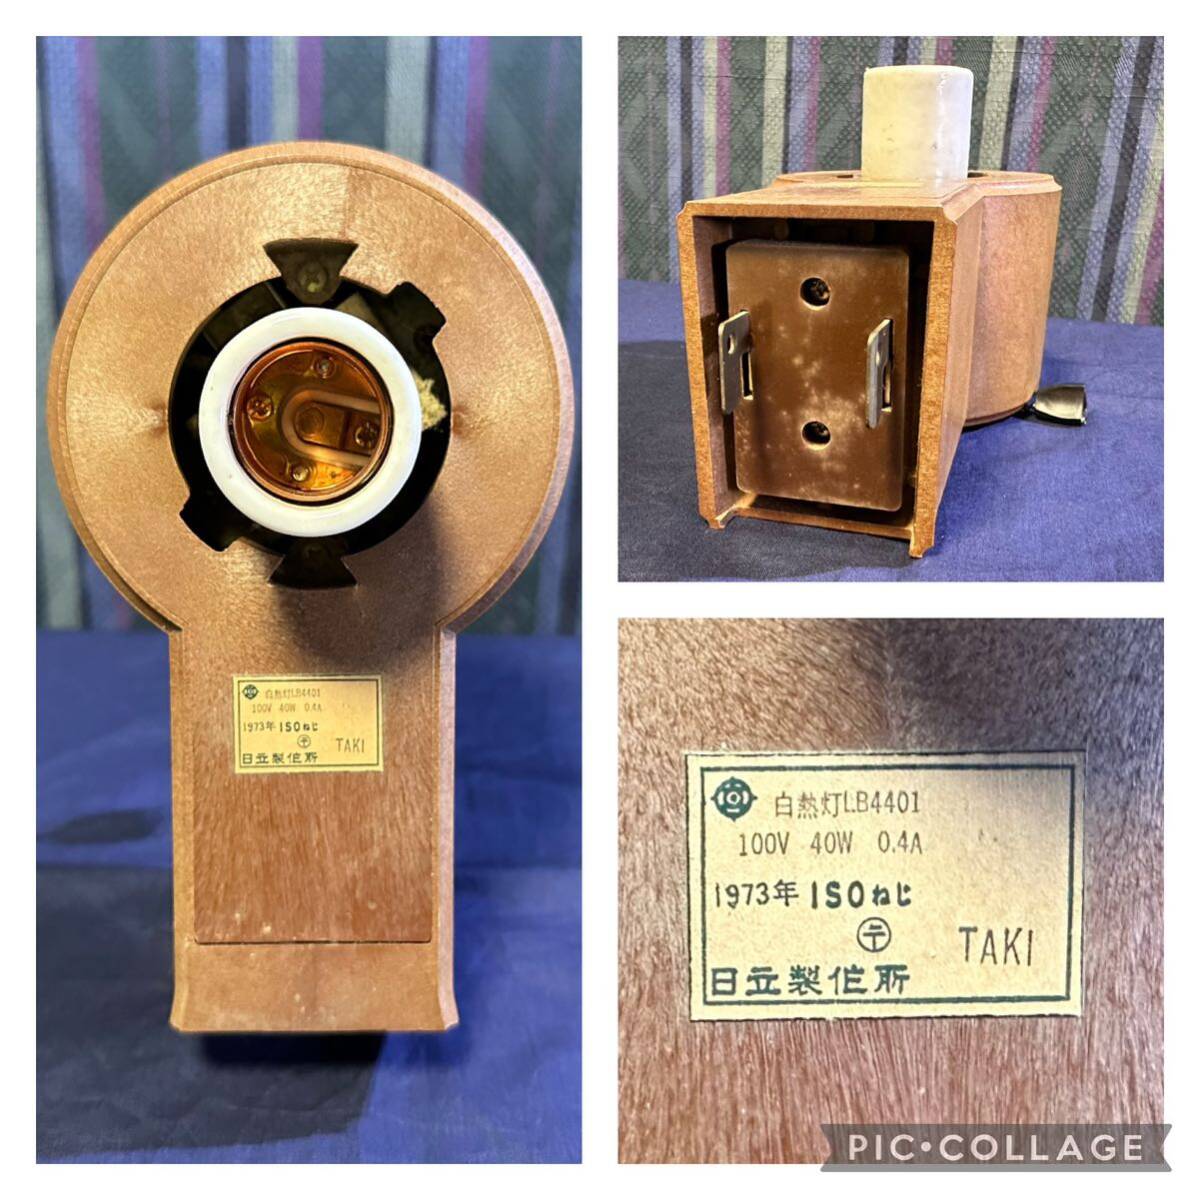 白熱灯LB4401
100V 40W 0.4A
1973年 ISOねじ
〒 TAKI
日立製作所
白熱灯LB4401
100V 40W 0.4A
1973年 ISOねじ
〒 TAKI
日立製作所
PIC•COLLAGE